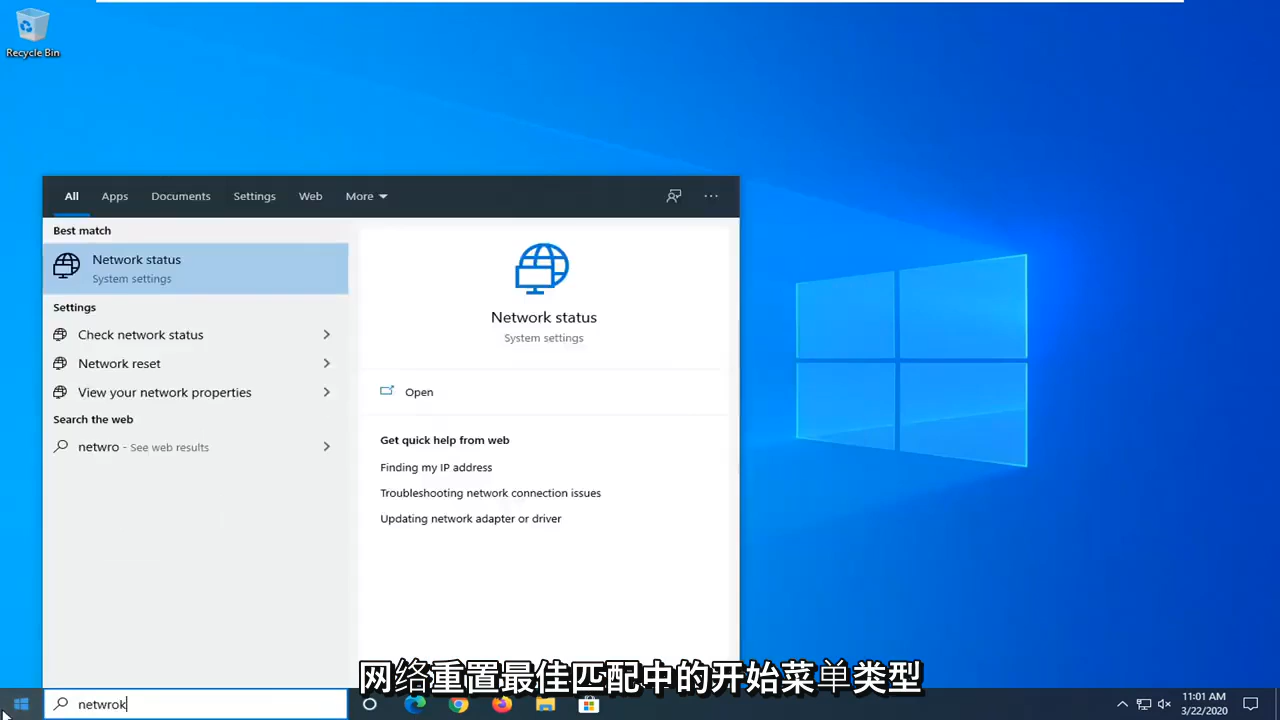 Recycle Bin
All Apps Documents Settings Web More
Best match
Network status
System settings
Settings
Check network status
Network reset
View your network properties
Search the web
netwro - See web results
Network status
System settings
Open
Get quick help from web
Finding my IP address
Troubleshooting network connection issues
Updating network adapter or driver
网络重置最佳匹配中的开始菜单类型
netwrok
11:01 AM
3/22/2020